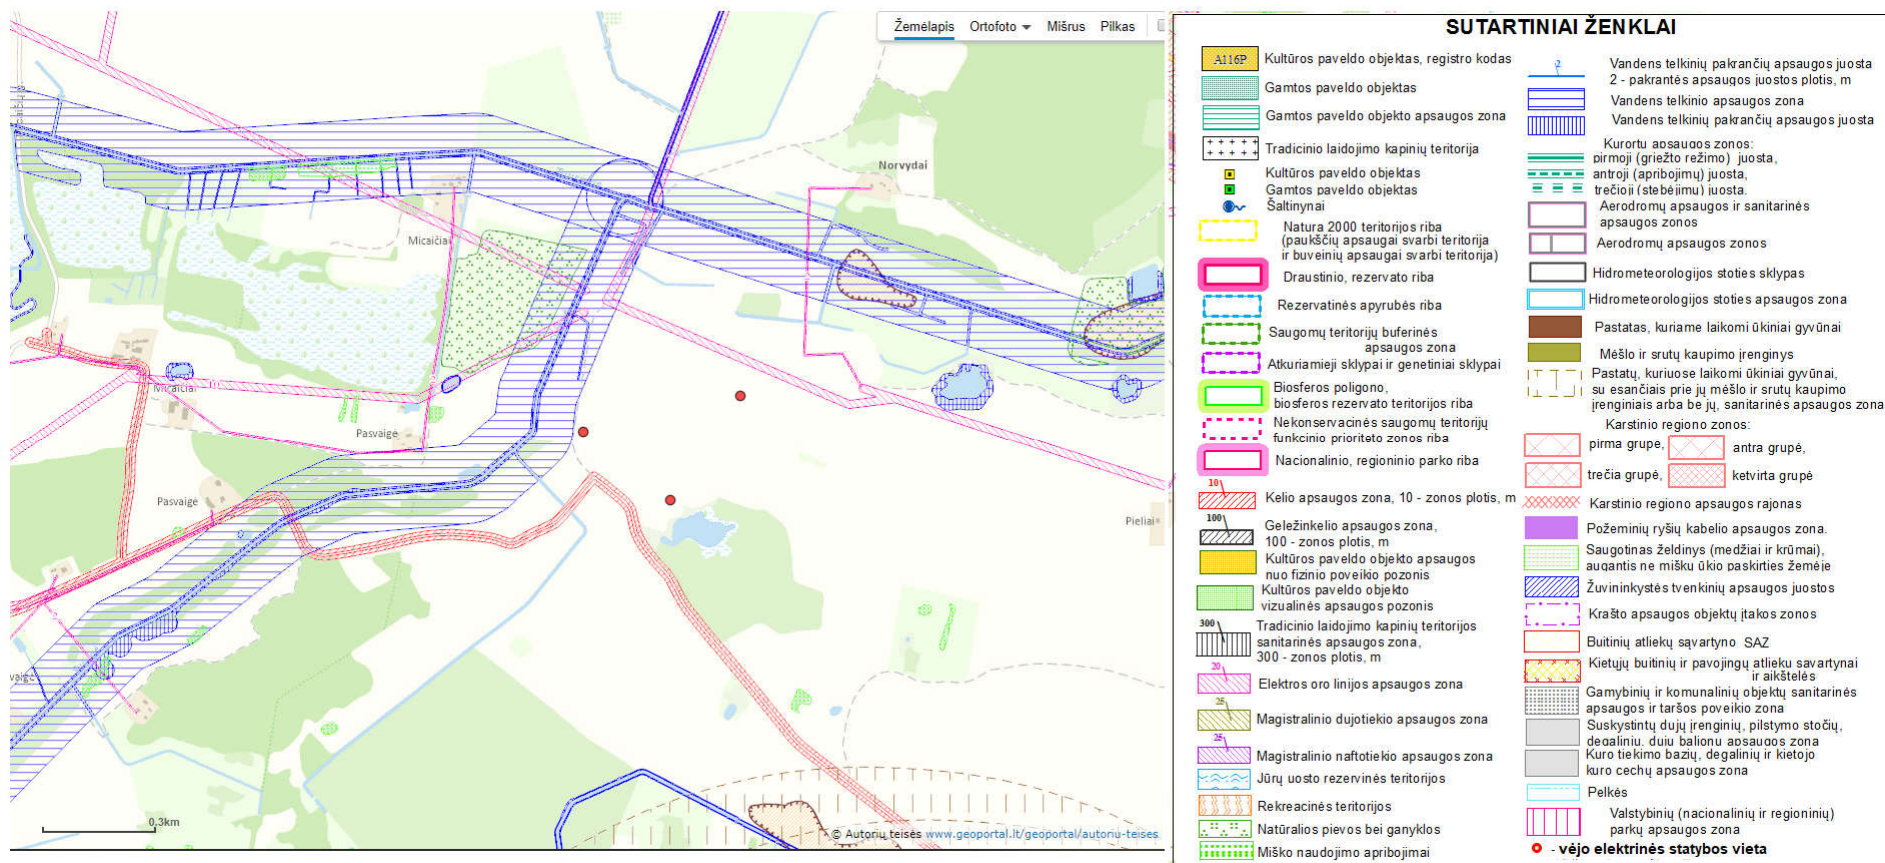 Žemėlapis Ortofoto Mišrus Pilkas
Norvydai
Micaičiai
Micaičiai
Pasvaigė
Pasvaigė
Pieliai
0.3km
© Autorių teisės www.geoportal.lt/geoportal/autoriu-teises
SUTARTINIAI ŽENKLAI
A116P Kultūros paveldo objektas, registro kodas
Gamtos paveldo objektas
Gamtos paveldo objekto apsaugos zona
Tradicinio laidojimo kapinių teritorija
Kultūros paveldo objektas
Gamtos paveldo objektas
Šaltinynai
Natura 2000 teritorijos riba
(paukščių apsaugai svarbi teritorija
ir buveinių apsaugai svarbi teritorija)
Draustinio, rezervato riba
Rezervatinės apyrubės riba
Saugomų teritorijų buferinės
apsaugos zona
Atkuriamieji sklypai ir genetiniai sklypai
Biosferos poligono,
biosferos rezervato teritorijos riba
Nekonservacinės saugomų teritorijų
funkcinio prioriteto zonos riba
Nacionalinio, regioninio parko riba
10
Kelio apsaugos zona, 10 - zonos plotis, m
100
Geležinkelio apsaugos zona,
100 - zonos plotis, m
Kultūros paveldo objekto apsaugos
nuo fizinio poveikio pozonis
Kultūros paveldo objekto
vizualinės apsaugos pozonis
300
Tradicinio laidojimo kapinių teritorijos
sanitarinės apsaugos zona,
300 - zonos plotis, m
20
Elektros oro linijos apsaugos zona
25
Magistralinio dujotiekio apsaugos zona
25
Magistralinio naftotiekio apsaugos zona
Jūrų uosto rezervinės teritorijos
Rekreacinės teritorijos
Natūralios pievos bei ganyklos
Miško naudojimo apribojimai
2
Vandens telkinių pakrančių apsaugos juosta
2 - pakrantės apsaugos juostos plotis, m
Vandens telkinio apsaugos zona
Vandens telkinių pakrančių apsaugos juosta
Kurortu apsaugos zonos:
pirmoji (griežto režimo) juosta,
antroji (apribojimų) juosta,
trečioji (stebėjimų) juosta.
Aerodromų apsaugos ir sanitarinės
apsaugos zonos
Aerodromų apsaugos zonos
Hidrometeorologijos stoties sklypas
Hidrometeorologijos stoties apsaugos zona
Pastatas, kuriame laikomi ūkiniai gyvūnai
Mėšlo ir srutų kaupimo įrenginys
Pastatų, kuriuose laikomi ūkiniai gyvūnai,
su esančiais prie jų mėšlo ir srutų kaupimo
įrenginiais arba be jų, sanitarinės apsaugos zona
Karstinio regiono zonos:
pirma grupe, antra grupė,
trečia grupė, ketvirta grupė
Karstinio regiono apsaugos rajonas
Požeminių ryšių kabelio apsaugos zona.
Saugotinas želdinys (medžiai ir krūmai),
augantis ne miškų ūkio paskirties žemėje
Žuvininkystės tvenkinių apsaugos juostos
Krašto apsaugos objektų įtakos zonos
Buitinių atliekų sąvartyno SAZ
Kietųjų buitinių ir pavojingų atlieku savartynai
ir aikštelės
Gamybinių ir komunalinių objektų sanitarinės
apsaugos ir taršos poveikio zona
Suskystintų dujų įrenginių, pilstymo stočių,
degalinių, dujų balionų apsaugos zona
Kuro tiekimo bazių, degalinių ir kietojo
kuro cechų apsaugos zona
Pelkės
Valstybinių (nacionalinių ir regioninių)
parkų apsaugos zona
- vėjo elektrinės statybos vieta